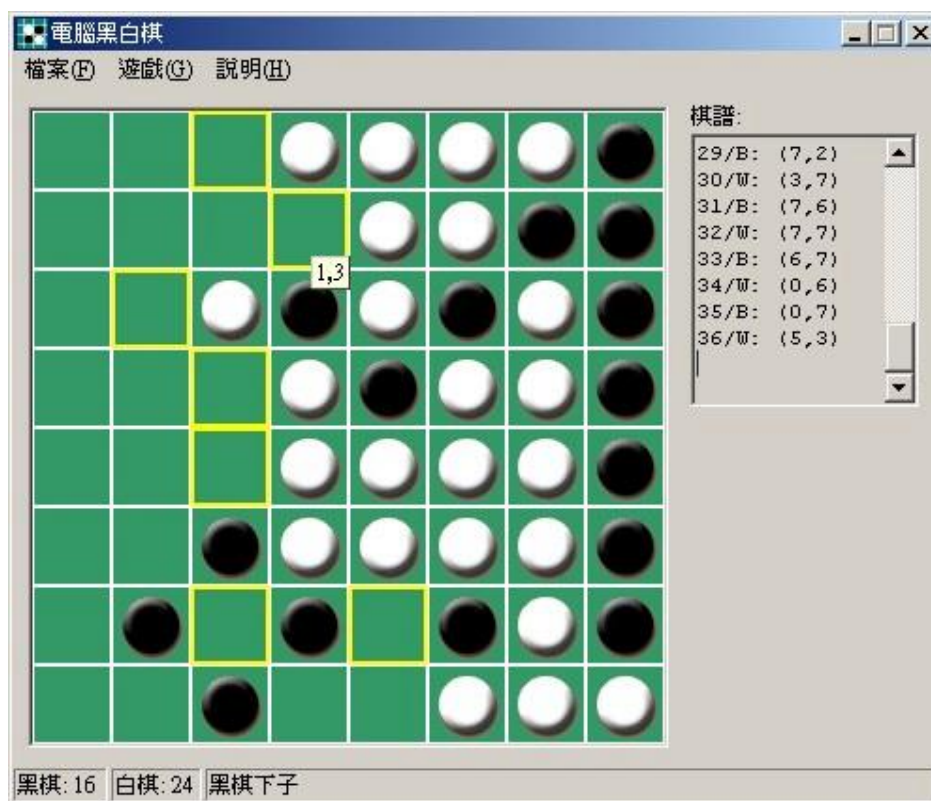 電腦黑白棋
檔案(F) 遊戲(G) 說明(H)
棋譜:
29/B: (7,2)
30/W: (3,7)
31/B: (7,6)
32/W: (7,7)
33/B: (6,7)
34/W: (0,6)
35/B: (0,7)
36/W: (5,3)
1,3
黑棋: 16 白棋: 24 黑棋下子